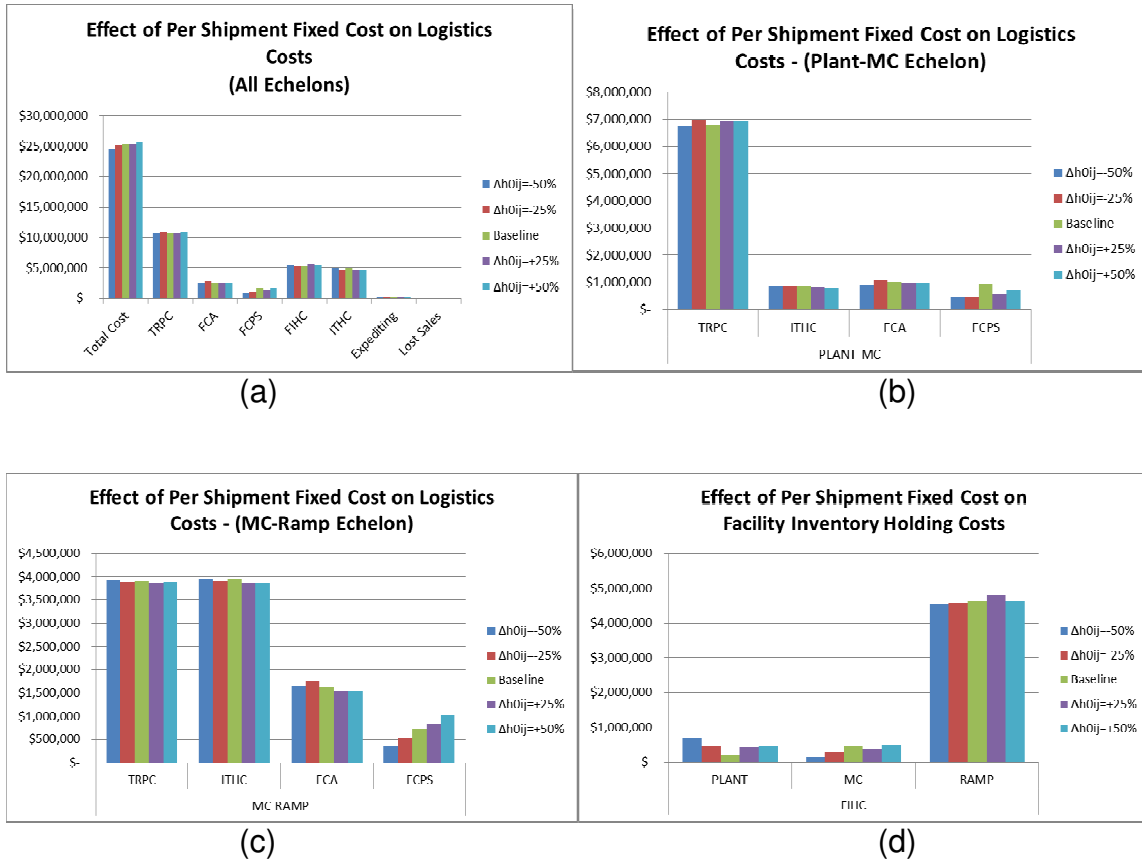 Effect of Per Shipment Fixed Cost on Logistics
Costs
(All Echelons)
$30,000,000
$25,000,000
$20,000,000
$15,000,000
$10,000,000
$5,000,000
$
Total Cost
TRPC
FCA
FCPS
FIHC
ITHC
Expediting
Lost Sales
Δh0ij=-50%
Δh0ij=-25%
Baseline
Δh0ij=+25%
Δh0ij=+50%
(a)
Effect of Per Shipment Fixed Cost on Logistics
Costs - (Plant-MC Echelon)
$8,000,000
$7,000,000
$6,000,000
$5,000,000
$4,000,000
$3,000,000
$2,000,000
$1,000,000
$-
TRPC
ITHC
FCA
FCPS
PLANT MC
Δh0ij=-50%
Δh0ij=-25%
Baseline
Δh0ij=+25%
Δh0ij=+50%
(b)
Effect of Per Shipment Fixed Cost on Logistics
Costs - (MC-Ramp Echelon)
$4,500,000
$4,000,000
$3,500,000
$3,000,000
$2,500,000
$2,000,000
$1,500,000
$1,000,000
$500,000
$-
TRPC
ITHC
FCA
FCPS
MC RAMP
Δh0ij=-50%
Δh0ij=-25%
Baseline
Δh0ij=+25%
Δh0ij=+50%
(c)
Effect of Per Shipment Fixed Cost on
Facility Inventory Holding Costs
$6,000,000
$5,000,000
$4,000,000
$3,000,000
$2,000,000
$1,000,000
$
PLANT
MC
RAMP
FIHC
Δh0ij=-50%
Δh0ij= 25%
Baseline
Δh0ij=+25%
Δh0ij=+50%
(d)